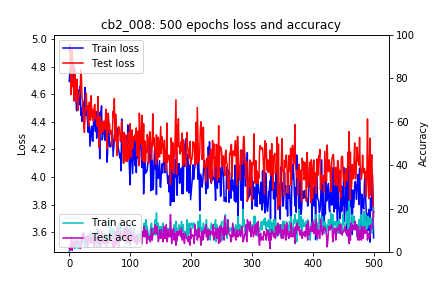 cb2_008: 500 epochs loss and accuracy
Train loss
Test loss
Train acc
Test acc
Loss
Accuracy
5.0
4.8
4.6
4.4
4.2
4.0
3.8
3.6
100
80
60
40
20
0
0 100 200 300 400 500